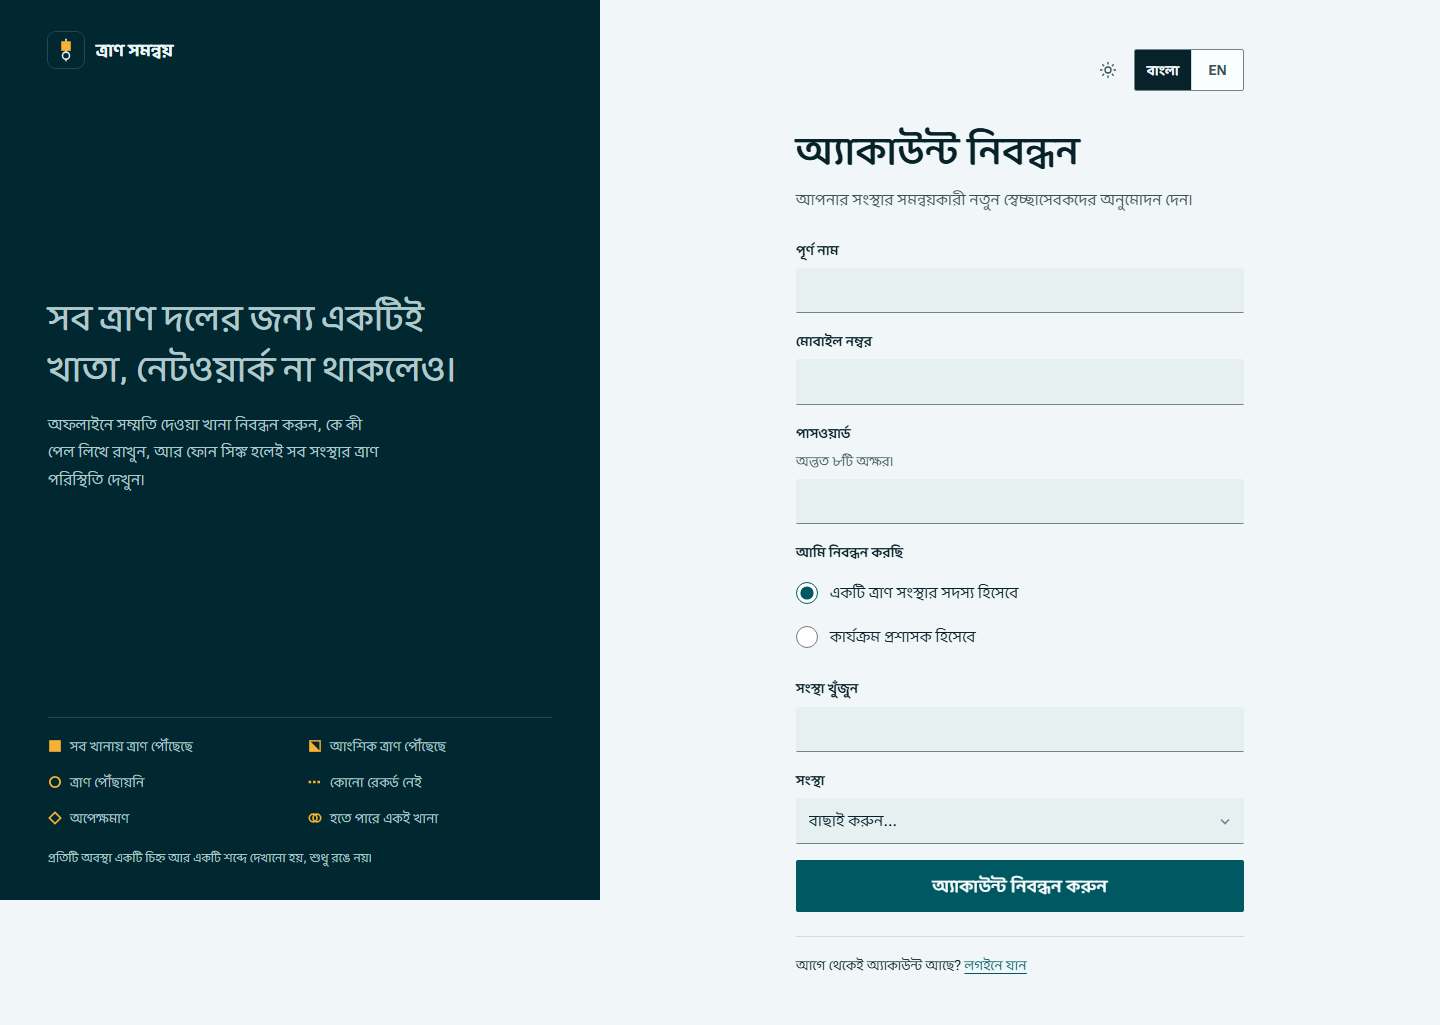 ত্রাণ সমন্বয়
সব ত্রাণ দলের জন্য একটিই
খাতা, নেটওয়ার্ক না থাকলেও।
অফলাইনে সম্মতি দেওয়া খানা নিবন্ধন করুন, কে কী
পেল লিখে রাখুন, আর ফোন সিঙ্ক হলেই সব সংস্থার ত্রাণ
পরিস্থিতি দেখুন।
সব খানায় ত্রাণ পৌঁছেছে
আংশিক ত্রাণ পৌঁছেছে
ত্রাণ পৌঁছায়নি
কোনো রেকর্ড নেই
অপেক্ষমাণ
হতে পারে একই খানা
প্রতিটি অবস্থা একটি চিহ্ন আর একটি শব্দে দেখানো হয়, শুধু রঙে নয়।
বাংলা EN
অ্যাকাউন্ট নিবন্ধন
আপনার সংস্থার সমন্বয়কারী নতুন স্বেচ্ছাসেবকদের অনুমোদন দেন।
পূর্ণ নাম
মোবাইল নম্বর
পাসওয়ার্ড
অন্তত ৮টি অক্ষর।
আমি নিবন্ধন করছি
একটি ত্রাণ সংস্থার সদস্য হিসেবে
কার্যক্রম প্রশাসক হিসেবে
সংস্থা খুঁজুন
সংস্থা
বাছাই করুন...
অ্যাকাউন্ট নিবন্ধন করুন
আগে থেকেই অ্যাকাউন্ট আছে? লগইনে যান